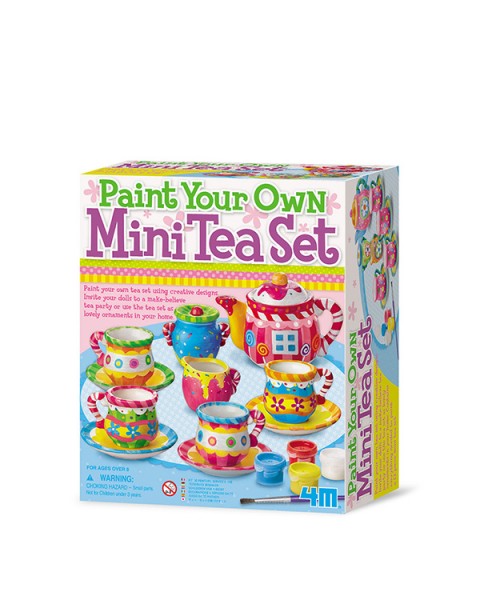 Paint Your Own
Mini Tea Set
Paint your own tea set using creative designs.
Invite your dolls to a make-believe
tea party or use the tea set as
lovely ornaments in your home.
FOR AGES OVER 8
WARNING:
CHOKING HAZARD - Small parts.
Not for Children under 3 years.
4M
Paint Your Own
Mini Tea Set